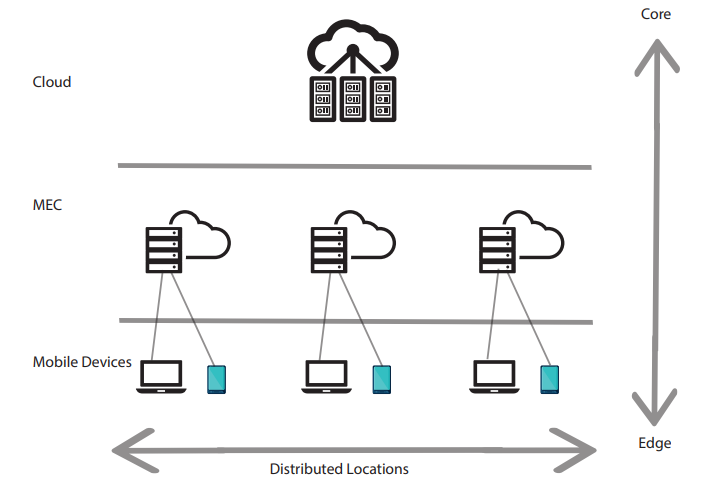 Core
Cloud
MEC
Mobile Devices
Edge
Distributed Locations